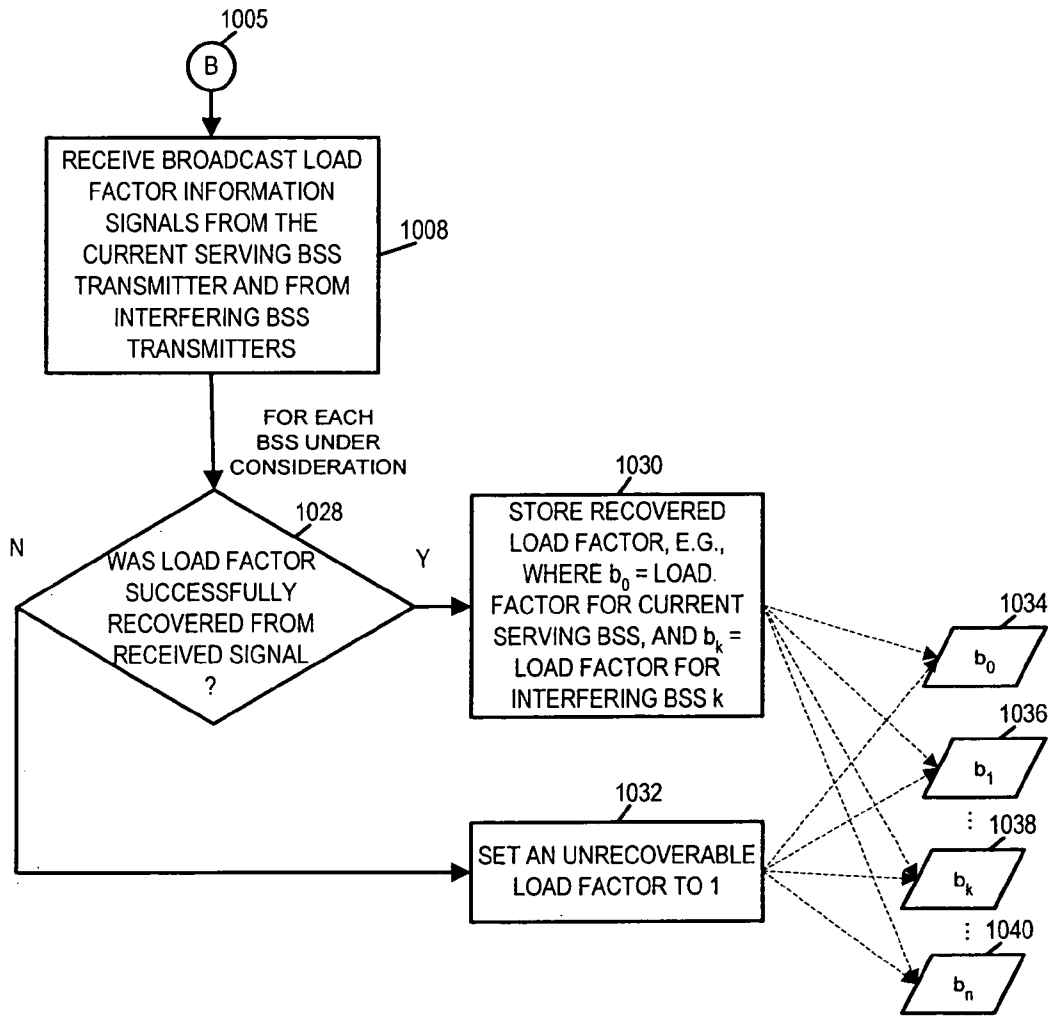 1005
B
RECEIVE BROADCAST LOAD
FACTOR INFORMATION
SIGNALS FROM THE
CURRENT SERVING BSS
TRANSMITTER AND FROM
INTERFERING BSS
TRANSMITTERS
1008
FOR EACH
BSS UNDER
CONSIDERATION
1028
N
WAS LOAD FACTOR
SUCCESSFULLY
RECOVERED FROM
RECEIVED SIGNAL
?
Y
1030
STORE RECOVERED
LOAD FACTOR, E.G.,
WHERE b₀ = LOAD.
FACTOR FOR CURRENT
SERVING BSS, AND bₖ =
LOAD FACTOR FOR
INTERFERING BSS k
1032
SET AN UNRECOVERABLE
LOAD FACTOR TO 1
1034
b₀
1036
b₁
⋮
1038
bₖ
⋮
1040
bₙ